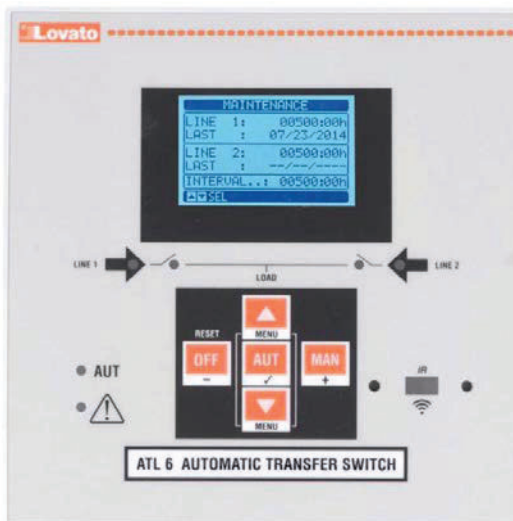 Lovato
MAINTENANCE
LINE 1: 00500:00h
LAST : 07/23/2014
LINE 2: 00500:00h
LAST : --/--/----
INTERVAL..: 00500:00h
▲▼SEL
LINE 1
LOAD
LINE 2
MENU
RESET
OFF
−
AUT
✓
MAN
+
MENU
AUT
IR
ATL 6 AUTOMATIC TRANSFER SWITCH